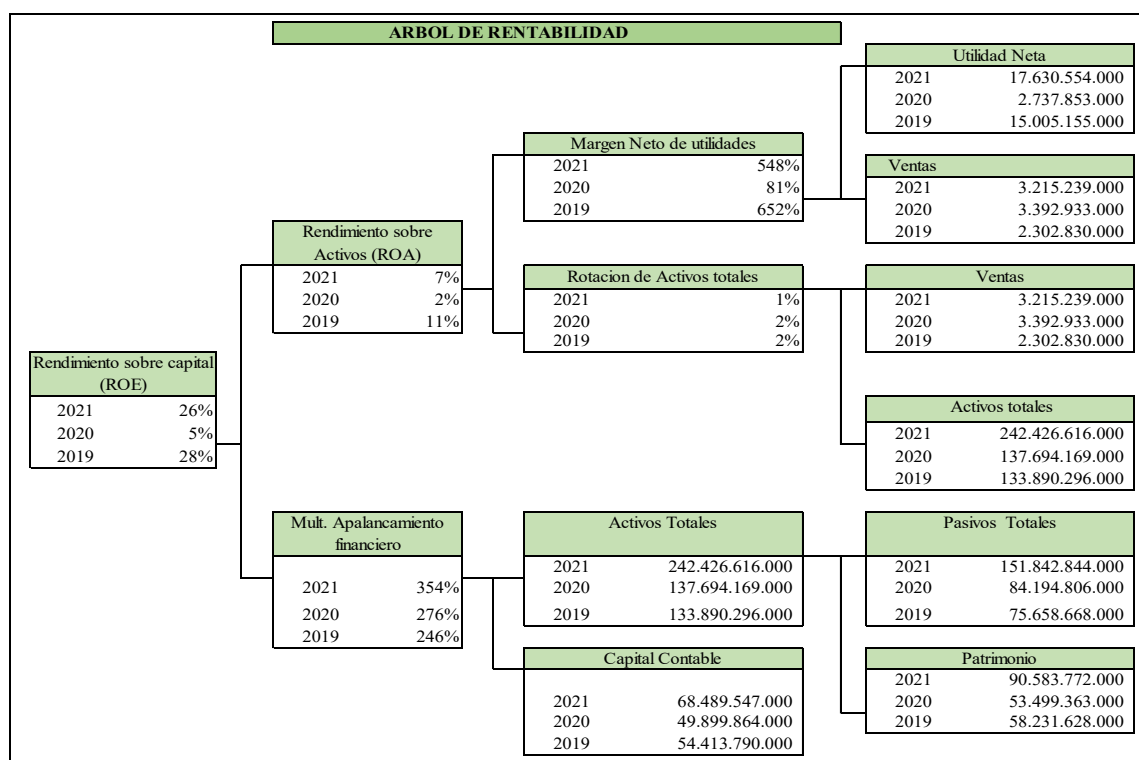 ARBOL DE RENTABILIDAD
Utilidad Neta
2021 17.630.554.000
2020 2.737.853.000
2019 15.005.155.000
Margen Neto de utilidades
2021 548%
2020 81%
2019 652%
Ventas
2021 3.215.239.000
2020 3.392.933.000
2019 2.302.830.000
Rendimiento sobre
Activos (ROA)
2021 7%
2020 2%
2019 11%
Rotacion de Activos totales
2021 1%
2020 2%
2019 2%
Ventas
2021 3.215.239.000
2020 3.392.933.000
2019 2.302.830.000
Rendimiento sobre capital
(ROE)
2021 26%
2020 5%
2019 28%
Activos totales
2021 242.426.616.000
2020 137.694.169.000
2019 133.890.296.000
Mult. Apalancamiento
financiero
2021 354%
2020 276%
2019 246%
Activos Totales
2021 242.426.616.000
2020 137.694.169.000
2019 133.890.296.000
Pasivos Totales
2021 151.842.844.000
2020 84.194.806.000
2019 75.658.668.000
Capital Contable
2021 68.489.547.000
2020 49.899.864.000
2019 54.413.790.000
Patrimonio
2021 90.583.772.000
2020 53.499.363.000
2019 58.231.628.000